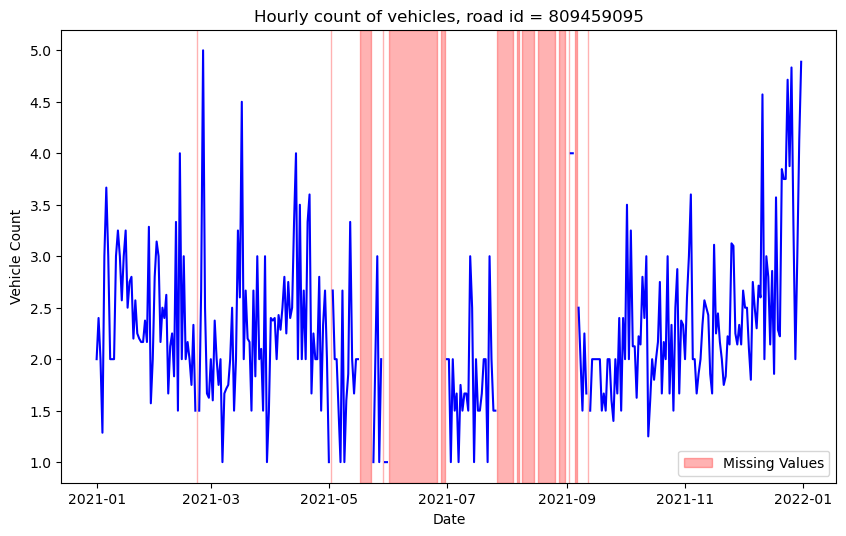 Hourly count of vehicles, road id = 809459095
Vehicle Count
5.0
4.5
4.0
3.5
3.0
2.5
2.0
1.5
1.0
Missing Values
2021-01 2021-03 2021-05 2021-07 2021-09 2021-11 2022-01
Date